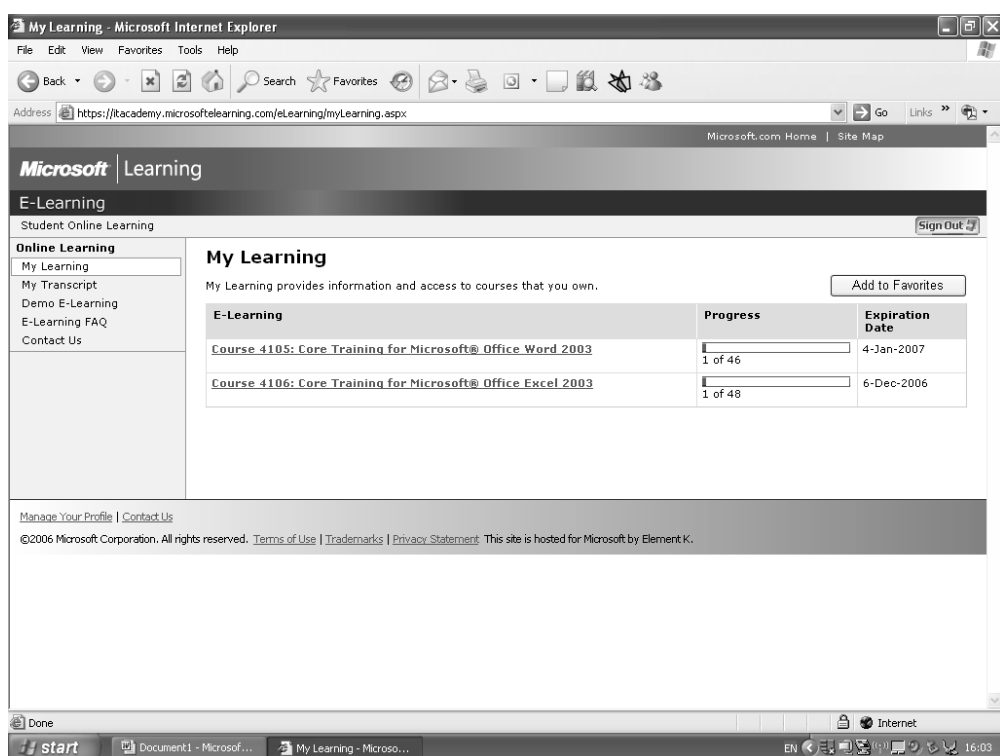 My Learning - Microsoft Internet Explorer
File Edit View Favorites Tools Help
Back Search Favorites
Address https://itacademy.microsoftelearning.com/eLearning/myLearning.aspx Go Links »
Microsoft.com Home | Site Map
Microsoft | Learning
E-Learning
Student Online Learning Sign Out
Online Learning
My Learning
My Transcript
Demo E-Learning
E-Learning FAQ
Contact Us
My Learning
My Learning provides information and access to courses that you own. Add to Favorites
E-Learning Progress Expiration Date
Course 4105: Core Training for Microsoft® Office Word 2003 1 of 46 4-Jan-2007
Course 4106: Core Training for Microsoft® Office Excel 2003 1 of 48 6-Dec-2006
Manage Your Profile | Contact Us
©2006 Microsoft Corporation. All rights reserved. Terms of Use | Trademarks | Privacy Statement This site is hosted for Microsoft by Element K.
Done Internet
start Document1 - Microsof... My Learning - Microso... EN 16:03